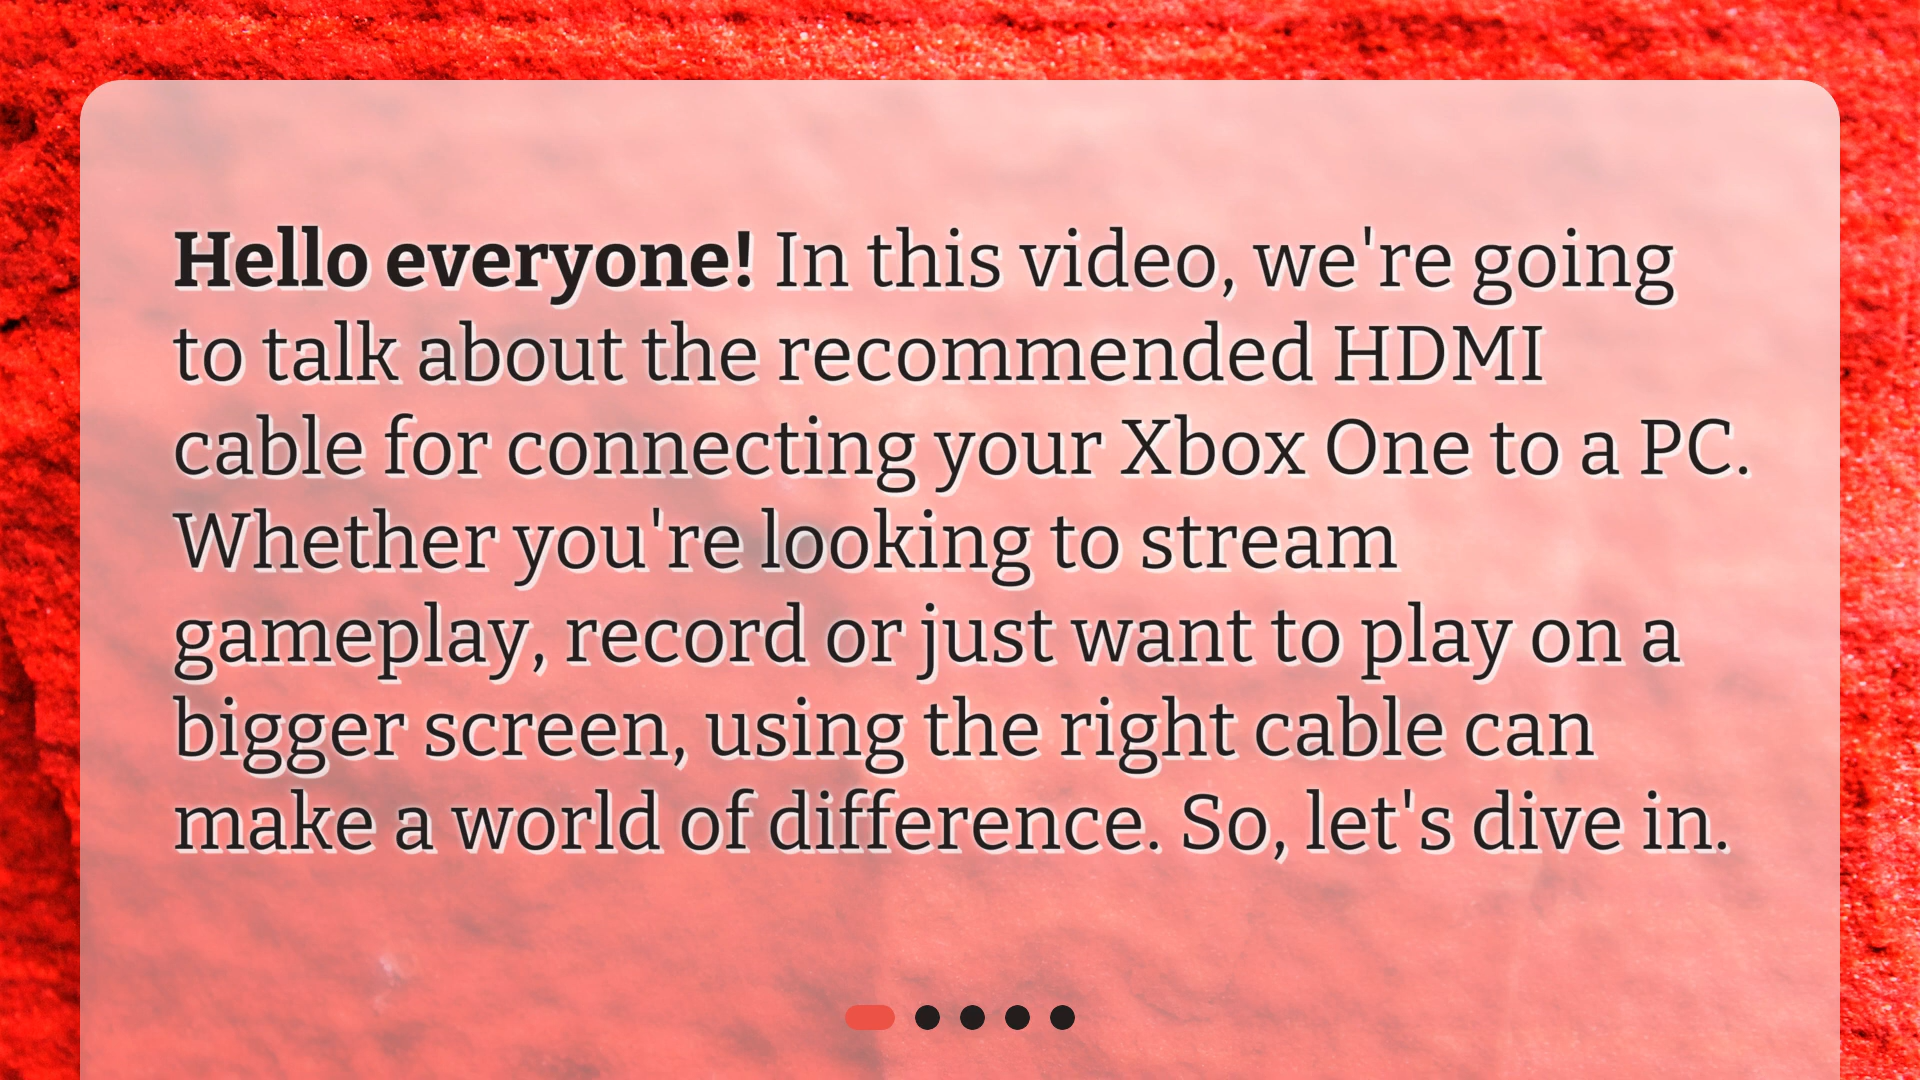 Hello everyone! In this video, we're going
to talk about the recommended HDMI
cable for connecting your Xbox One to a PC.
Whether you're looking to stream
gameplay, record or just want to play on a
bigger screen, using the right cable can
make a world of difference. So, let's dive in.